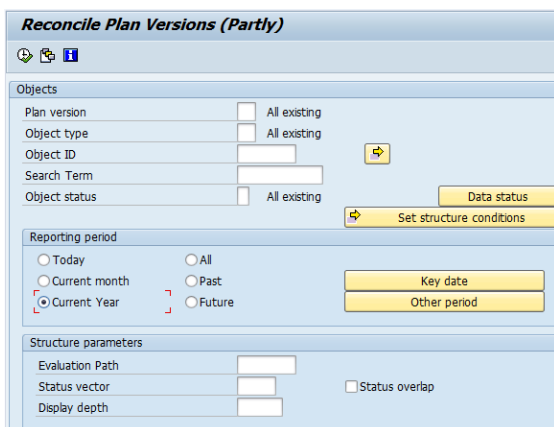 Reconcile Plan Versions (Partly)
Objects
Plan version All existing
Object type All existing
Object ID
Search Term
Object status All existing Data status
Set structure conditions
Reporting period
Today All
Current month Past Key date
Current Year Future Other period
Structure parameters
Evaluation Path
Status vector Status overlap
Display depth